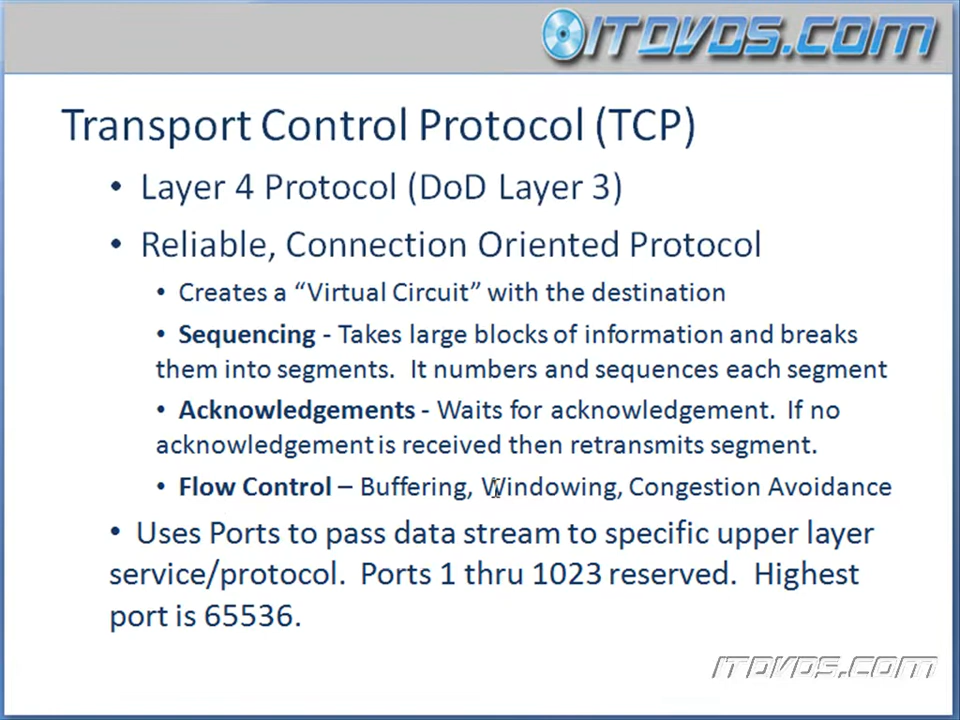 ITDVDS.COM
Transport Control Protocol (TCP)
• Layer 4 Protocol (DoD Layer 3)
• Reliable, Connection Oriented Protocol
• Creates a “Virtual Circuit” with the destination
• Sequencing - Takes large blocks of information and breaks
them into segments.  It numbers and sequences each segment
• Acknowledgements - Waits for acknowledgement.  If no
acknowledgement is received then retransmits segment.
• Flow Control – Buffering, Windowing, Congestion Avoidance
• Uses Ports to pass data stream to specific upper layer
service/protocol.  Ports 1 thru 1023 reserved.  Highest
port is 65536.
ITDVDS.COM